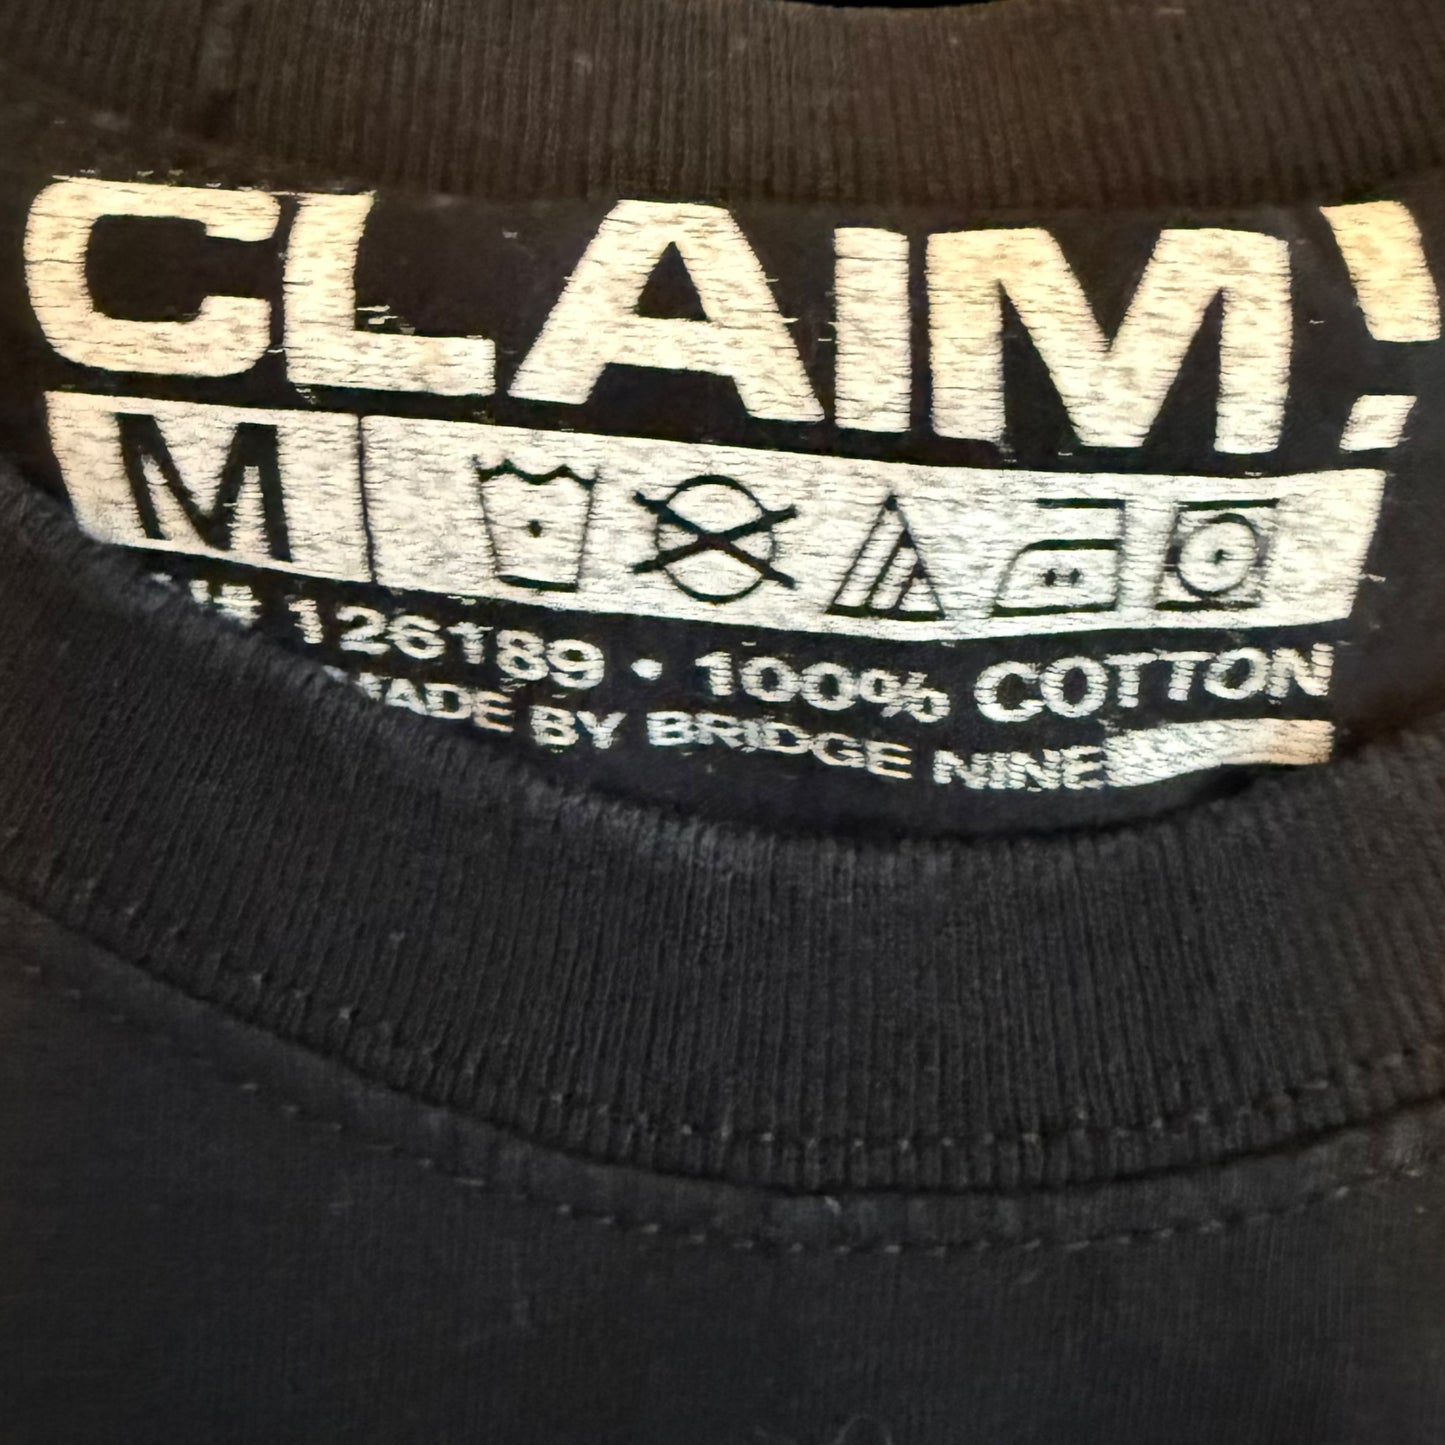 CLAIM!
M
# 126189 • 100% COTTON
MADE BY BRIDGE NINE